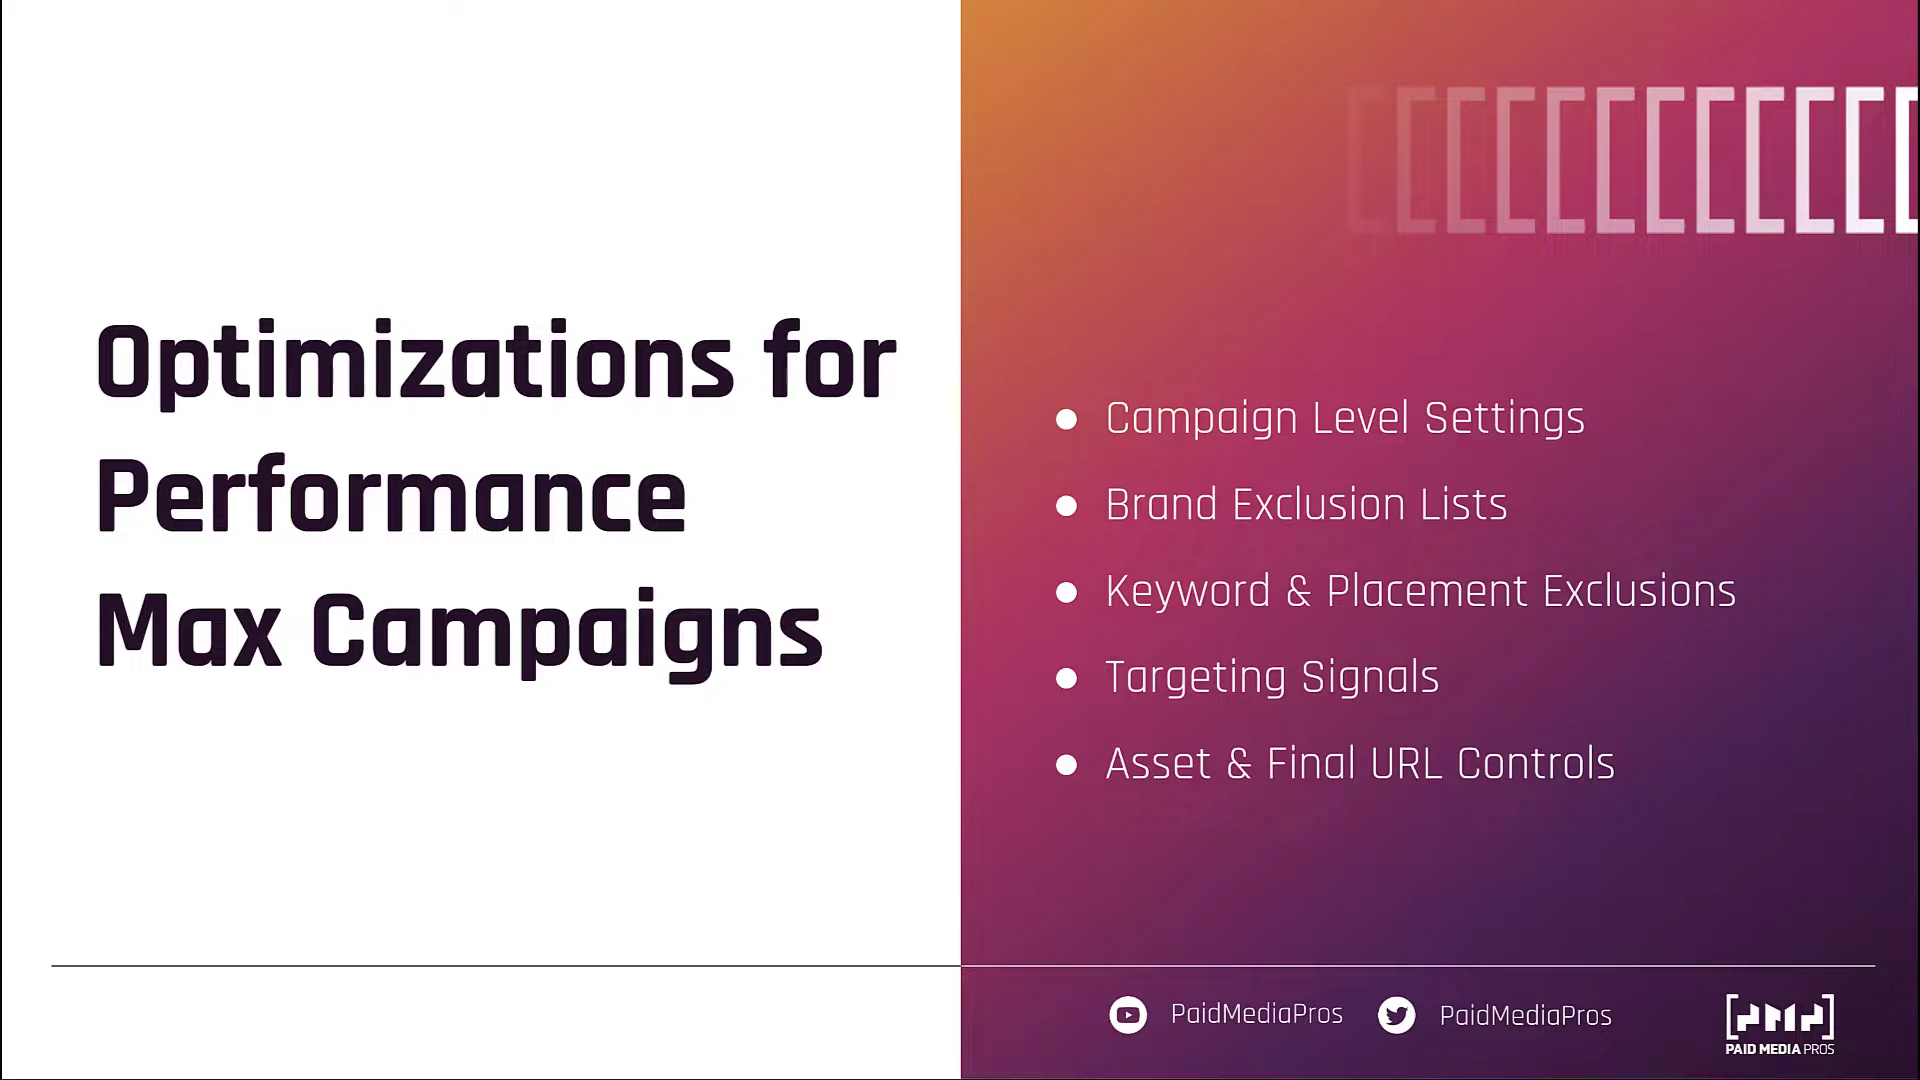 Optimizations for
Performance
Max Campaigns
Campaign Level Settings
Brand Exclusion Lists
Keyword & Placement Exclusions
Targeting Signals
Asset & Final URL Controls
PaidMediaPros
PaidMediaPros
PMP
PAID MEDIA PROS